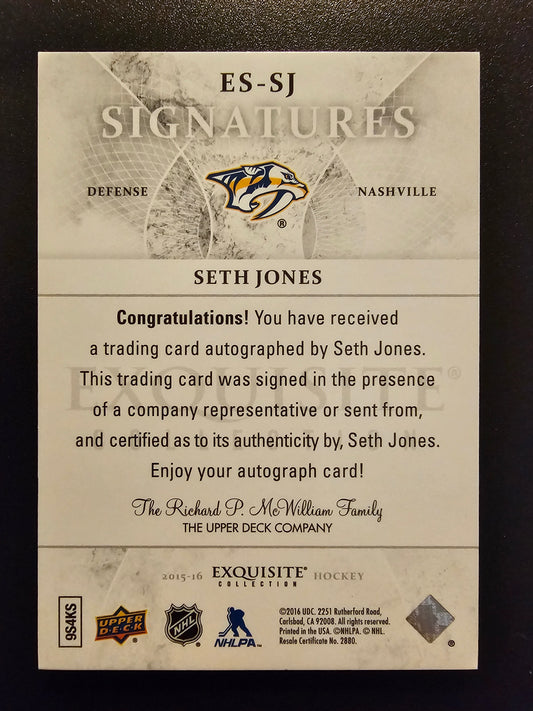 ES-SJ
SIGNATURES
DEFENSE
NASHVILLE
®
SETH JONES
Congratulations! You have received
a trading card autographed by Seth Jones.
This trading card was signed in the presence
of a company representative or sent from,
and certified as to its authenticity by, Seth Jones.
Enjoy your autograph card!
EXQUISITE®
COLLECTION
The Richard P. McWilliam Family
THE UPPER DECK COMPANY
2015-16 EXQUISITE® HOCKEY
COLLECTION
9S4KS
UPPER
DECK
NHL
NHLPA
©2016 UDC. 2251 Rutherford Road,
Carlsbad, CA 92008. All rights reserved.
Printed in the USA. ©NHLPA. © NHL.
Resale Certificate No. 2880.
®